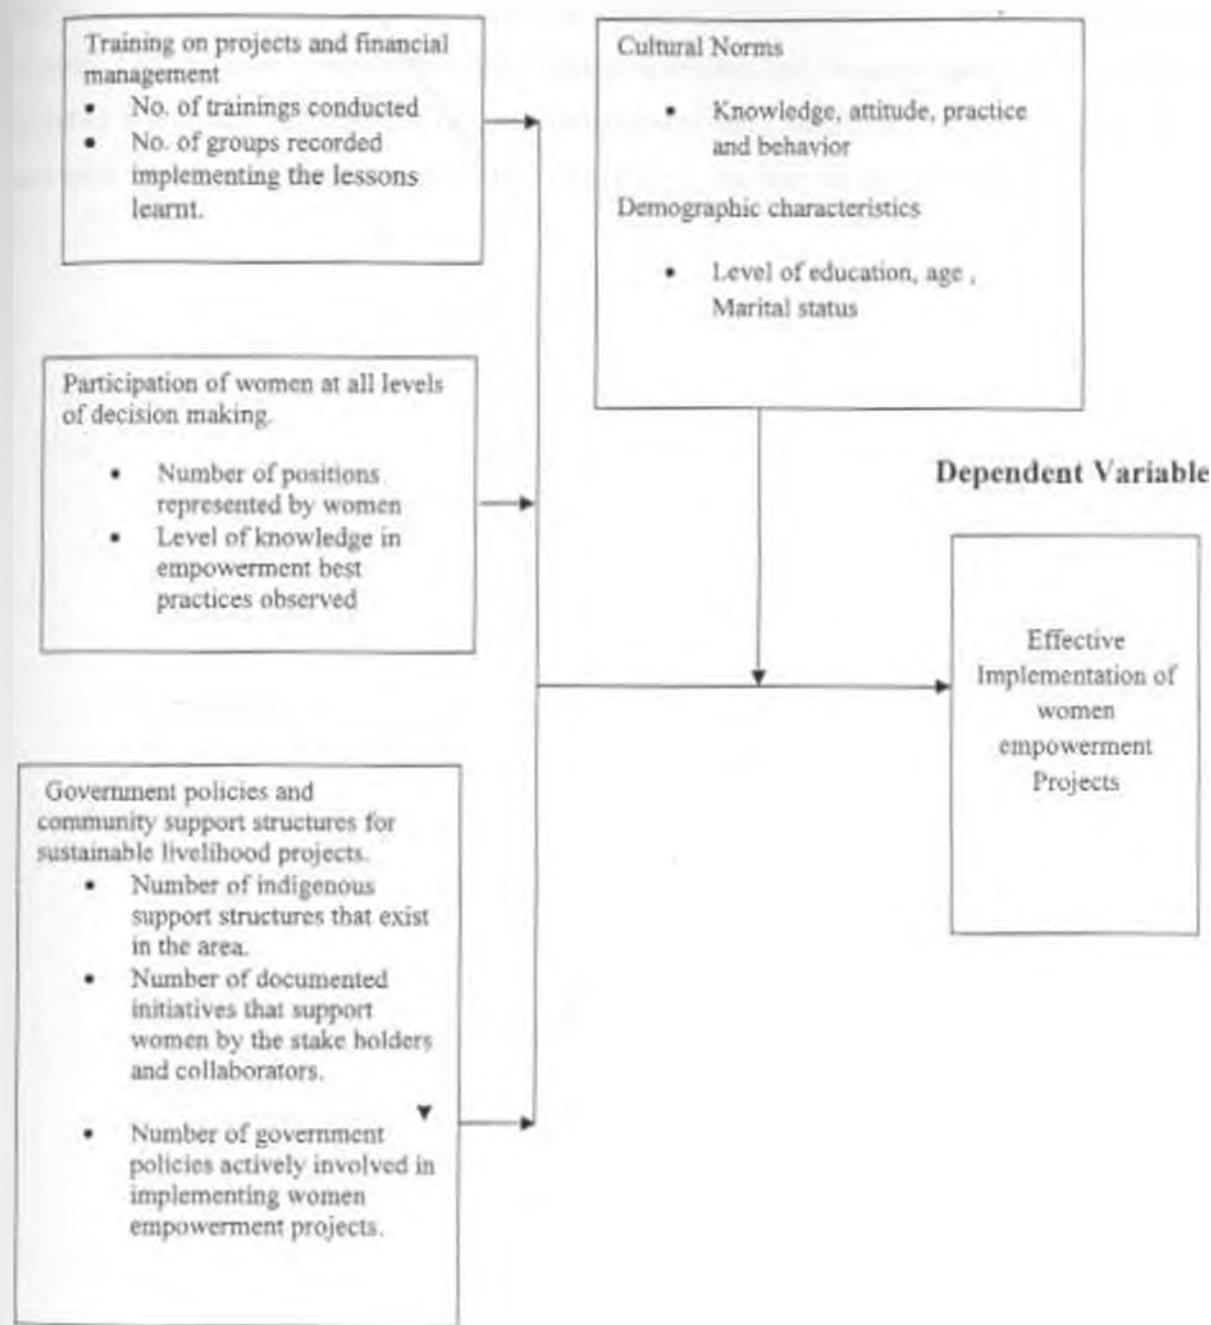 Training on projects and financial
management
• No. of trainings conducted
• No. of groups recorded
implementing the lessons
learnt.
Cultural Norms
• Knowledge, attitude, practice
and behavior
Demographic characteristics
• Level of education, age ,
Marital status
Participation of women at all levels
of decision making.
• Number of positions
represented by women
• Level of knowledge in
empowerment best
practices observed
Dependent Variable
Effective
Implementation of
women
empowerment
Projects
Government policies and
community support structures for
sustainable livelihood projects.
• Number of indigenous
support structures that exist
in the area.
• Number of documented
initiatives that support
women by the stake holders
and collaborators.
• Number of government
policies actively involved in
implementing women
empowerment projects.